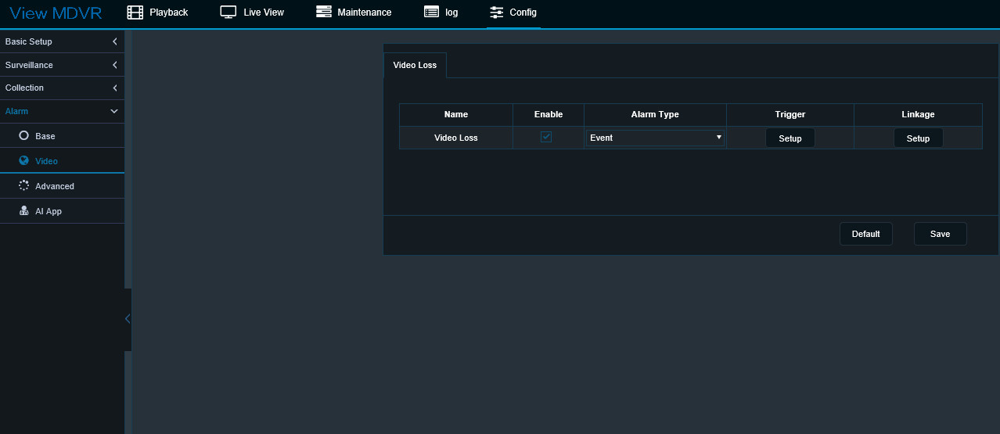 View MDVR Playback Live View Maintenance log Config
Basic Setup
Surveillance
Collection
Alarm
Base
Video
Advanced
AI App
Video Loss
Name Enable Alarm Type Trigger Linkage
Video Loss Event Setup Setup
Default Save